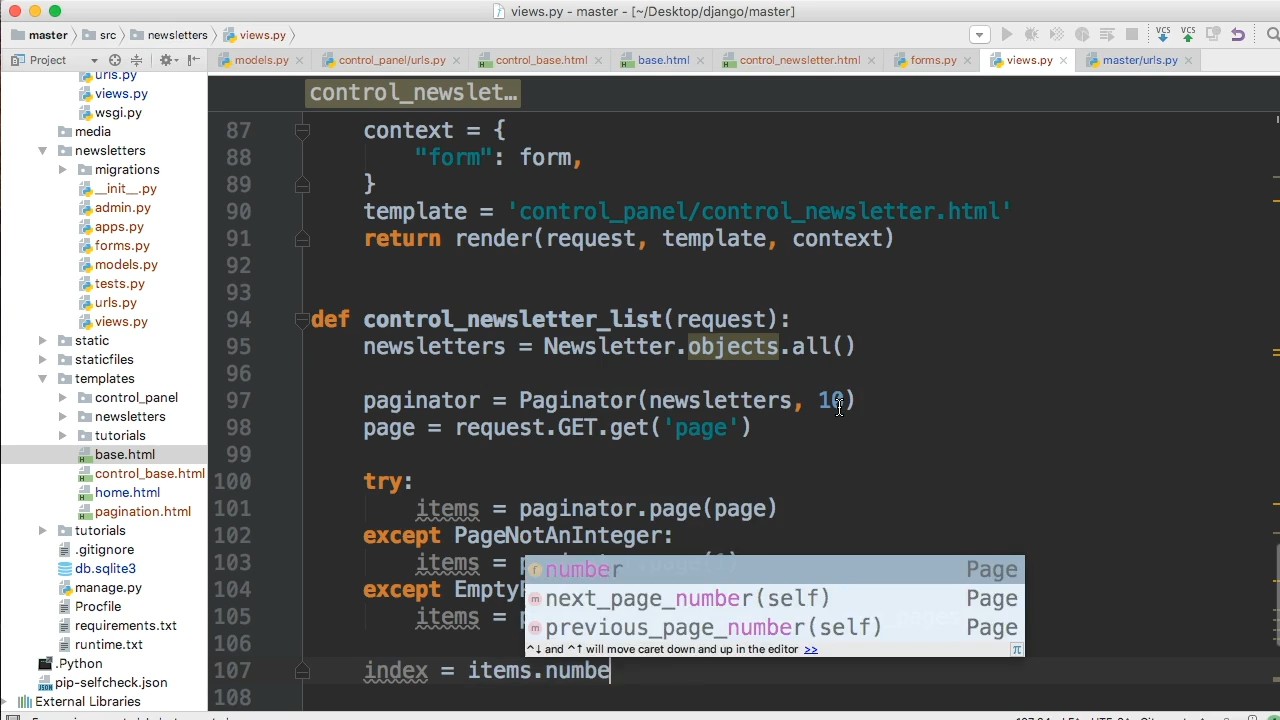 views.py - master - [~/Desktop/django/master]
master src newsletters views.py
Project
models.py control_panel/urls.py control_base.html base.html control_newsletter.html forms.py views.py master/urls.py
urls.py
views.py
wsgi.py
media
newsletters
migrations
__init__.py
admin.py
apps.py
forms.py
models.py
tests.py
urls.py
views.py
static
staticfiles
templates
control_panel
newsletters
tutorials
base.html
control_base.html
home.html
pagination.html
tutorials
.gitignore
db.sqlite3
manage.py
Procfile
requirements.txt
runtime.txt
.Python
pip-selfcheck.json
External Libraries
control_newslet…
87 context = {
88 "form": form,
89 }
90 template = 'control_panel/control_newsletter.html'
91 return render(request, template, context)
92
93
94 def control_newsletter_list(request):
95 newsletters = Newsletter.objects.all()
96
97 paginator = Paginator(newsletters, 10)
98 page = request.GET.get('page')
99
100 try:
101 items = paginator.page(page)
102 except PageNotAnInteger:
103 items =
104 except Empty
105 items =
106
107 index = items.numbe
108
number Page
next_page_number(self) Page
previous_page_number(self) Page
^↓ and ^↑ will move caret down and up in the editor >> π